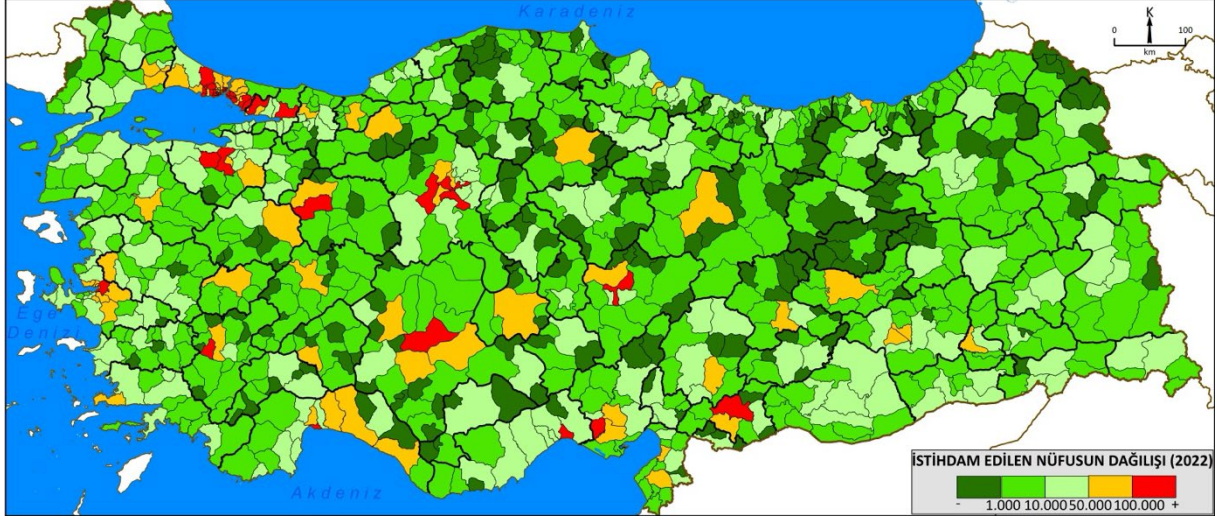 Karadeniz
K
0 100
km
Ege
Denizi
Akdeniz
İSTİHDAM EDİLEN NÜFUSUN DAĞILIŞI (2022)
- 1.000 10.000 50.000 100.000 +